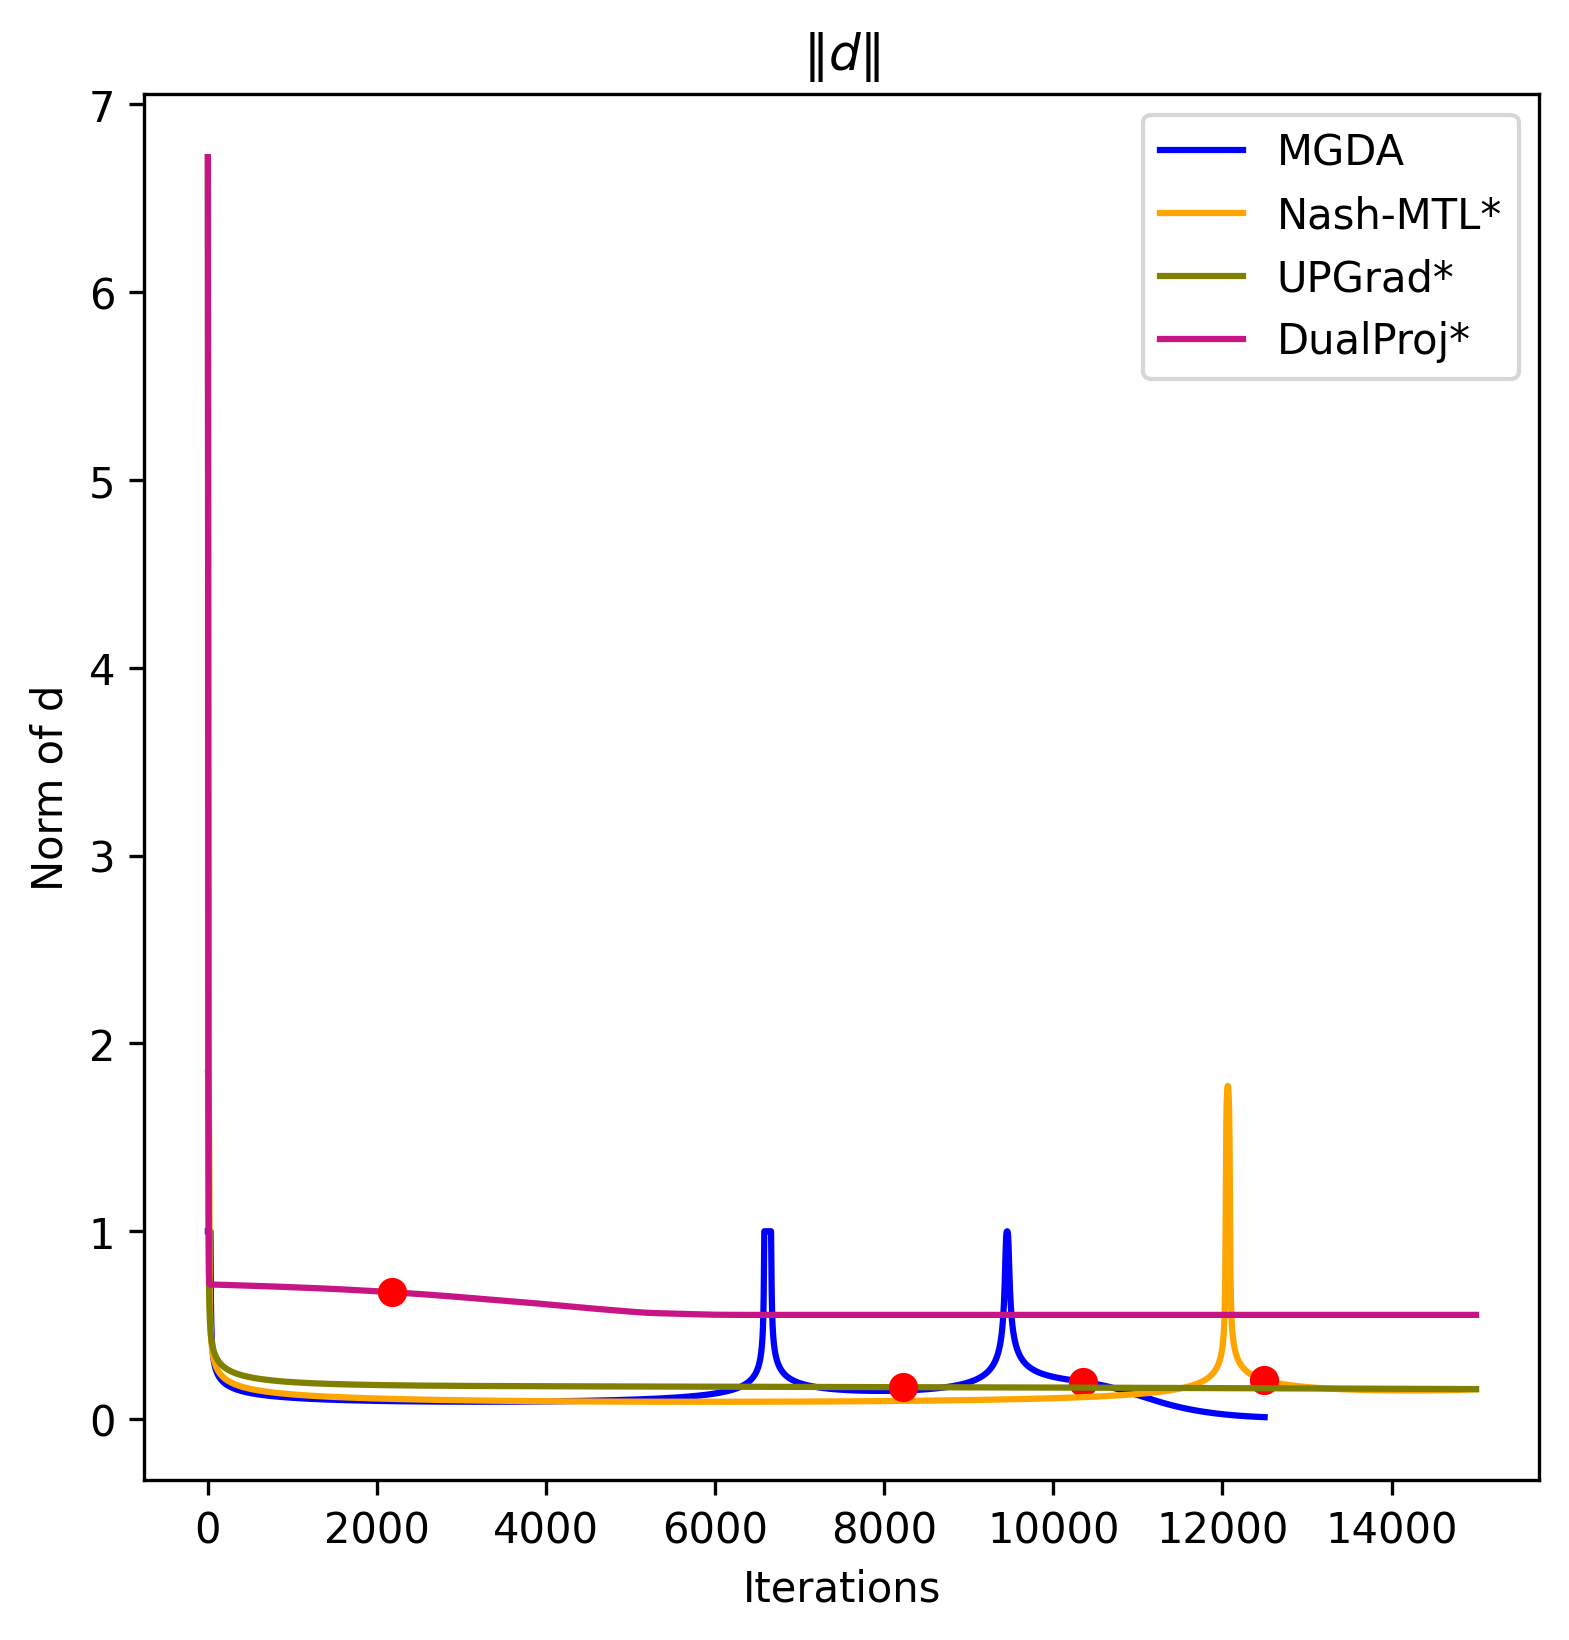 ‖d‖
7
6
5
4
3
2
1
0
Norm of d
MGDA
Nash-MTL*
UPGrad*
DualProj*
0 2000 4000 6000 8000 10000 12000 14000
Iterations